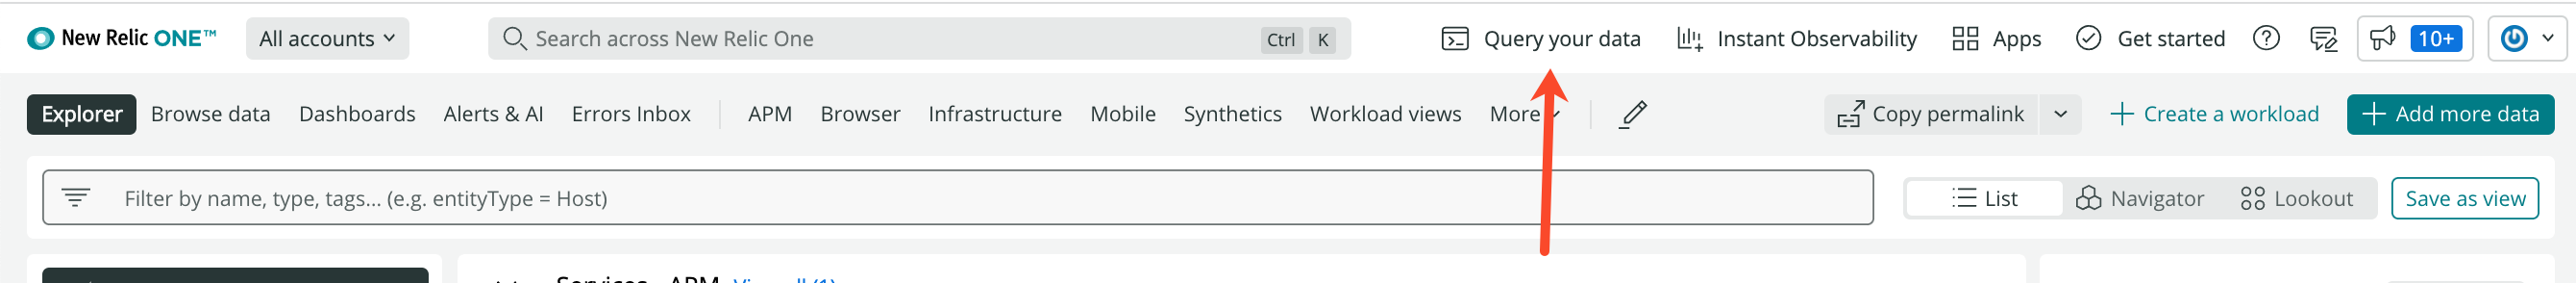 New Relic ONE™ All accounts Search across New Relic One Ctrl K Query your data Instant Observability Apps Get started 10+
Explorer Browse data Dashboards Alerts & AI Errors Inbox APM Browser Infrastructure Mobile Synthetics Workload views More Copy permalink Create a workload Add more data
Filter by name, type, tags... (e.g. entityType = Host) List Navigator Lookout Save as view
Services - APM View all (1)